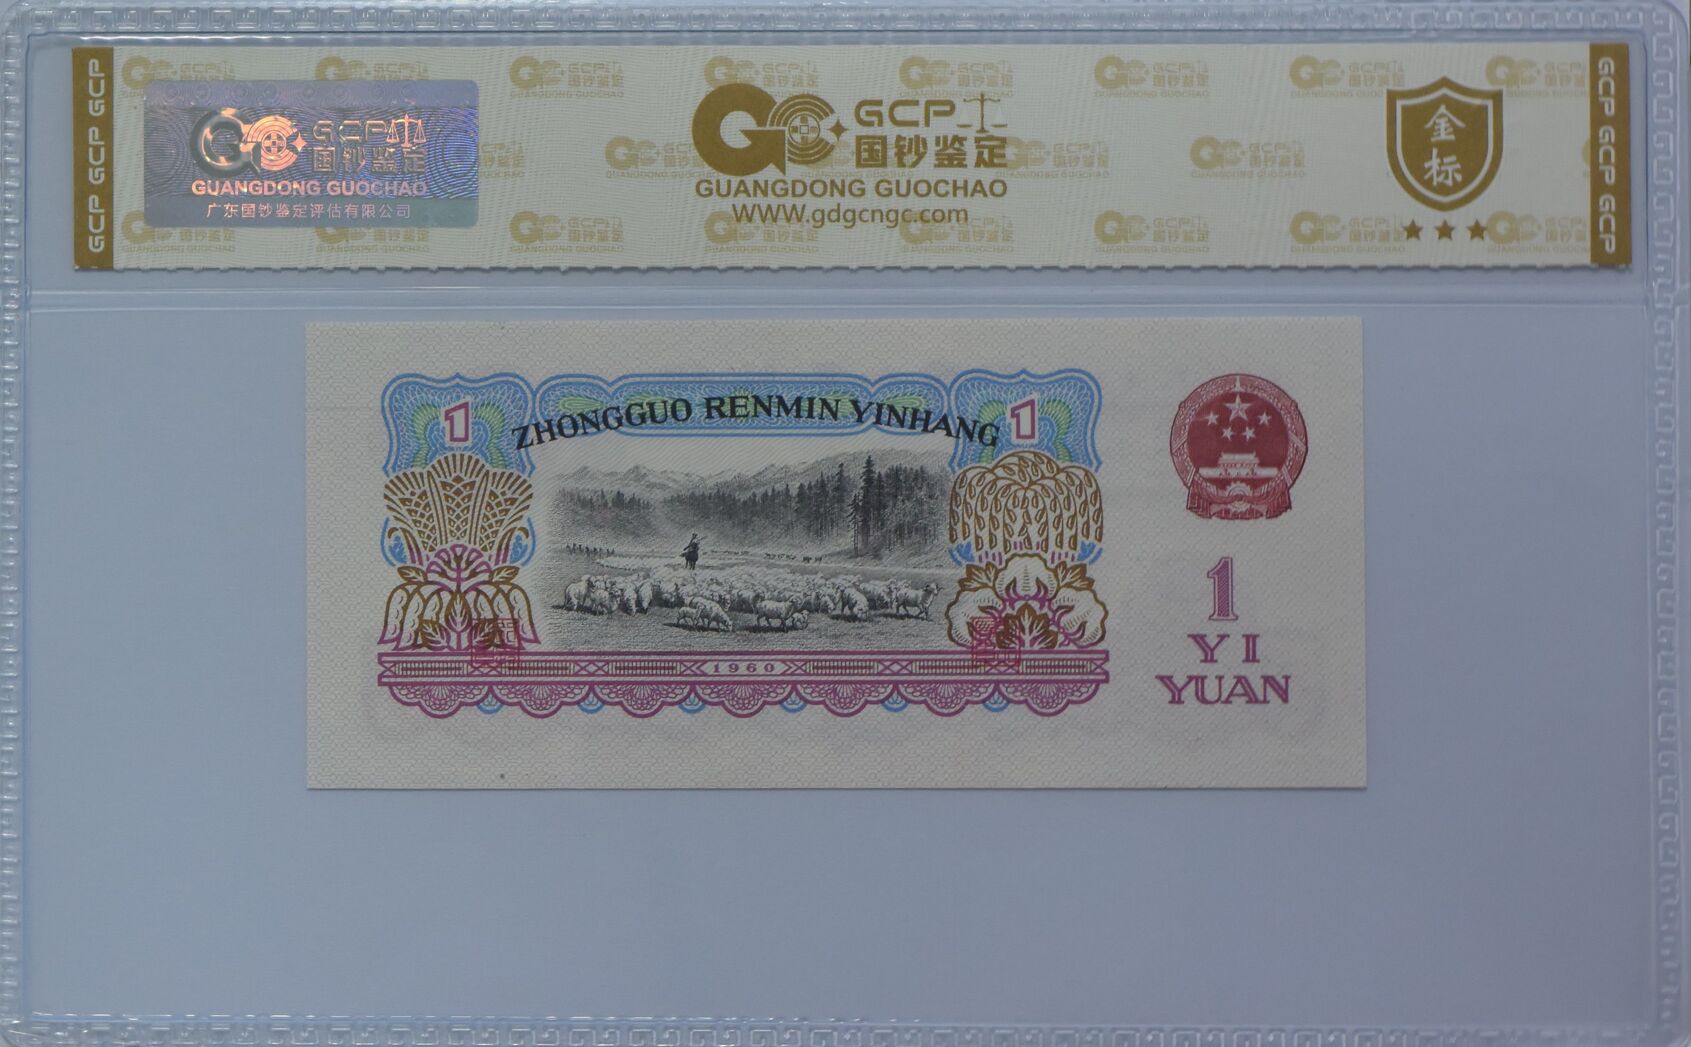 GCP GCP GCP
GCP
国钞鉴定
GUANGDONG GUOCHAO
广东国钞鉴定评估有限公司
GCP
国钞鉴定
GUANGDONG GUOCHAO
WWW.gdgcngc.com
金
标
GCP GCP GCP
ZHONGGUO RENMIN YINHANG
1
1
1960
1
YI
YUAN